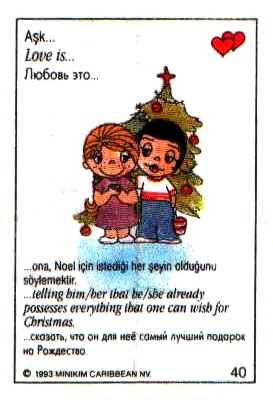 Aşk...
Love is...
Любовь это...
...ona, Noel için istediği her şeyin olduğunu
söylemektir.
...telling him/her that he/she already
possesses everything that one can wish for
Christmas.
...сказать, что он для неё самый лучший подарок
на Рождество.
© 1993 MINIKIM CARIBBEAN NV. 40